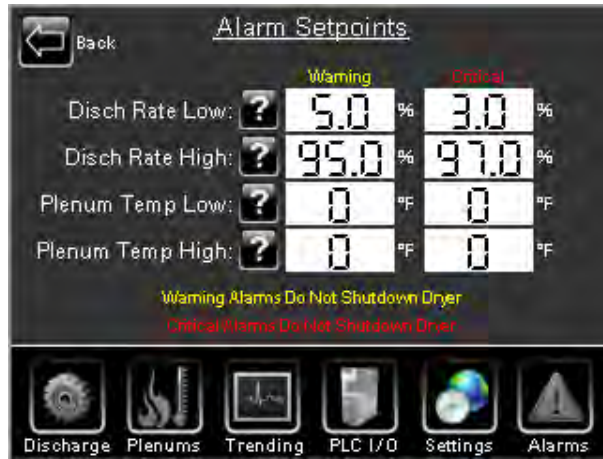 Back
Alarm Setpoints
Warning Critical
Disch Rate Low: ? 5.0 % 3.0 %
Disch Rate High: ? 95.0 % 97.0 %
Plenum Temp Low: ? 0 °F 0 °F
Plenum Temp High: ? 0 °F 0 °F
Warning Alarms Do Not Shutdown Dryer
Critical Alarms Do Not Shutdown Dryer
Discharge Plenums Trending PLC I/O Settings Alarms